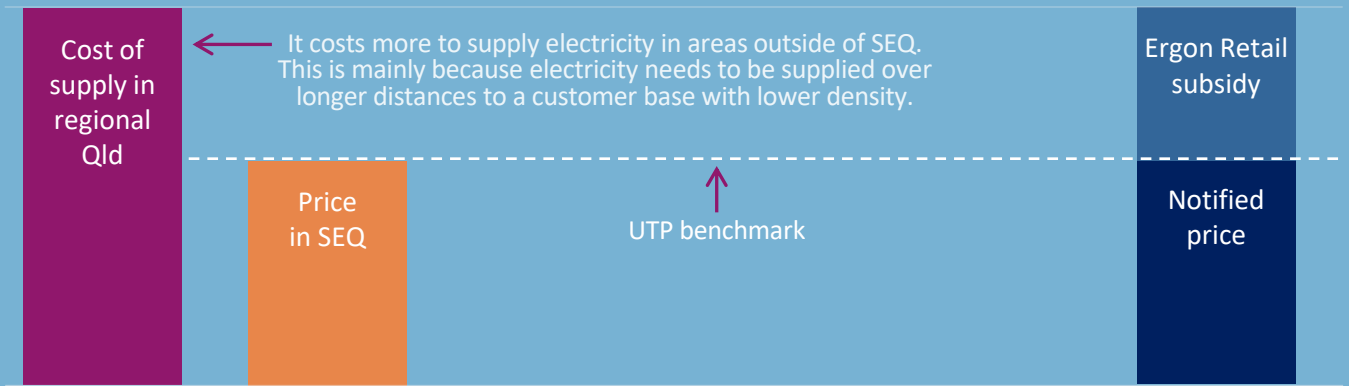 Cost of
supply in
regional
Qld
It costs more to supply electricity in areas outside of SEQ.
This is mainly because electricity needs to be supplied over
longer distances to a customer base with lower density.
Price
in SEQ
UTP benchmark
Ergon Retail
subsidy
Notified
price